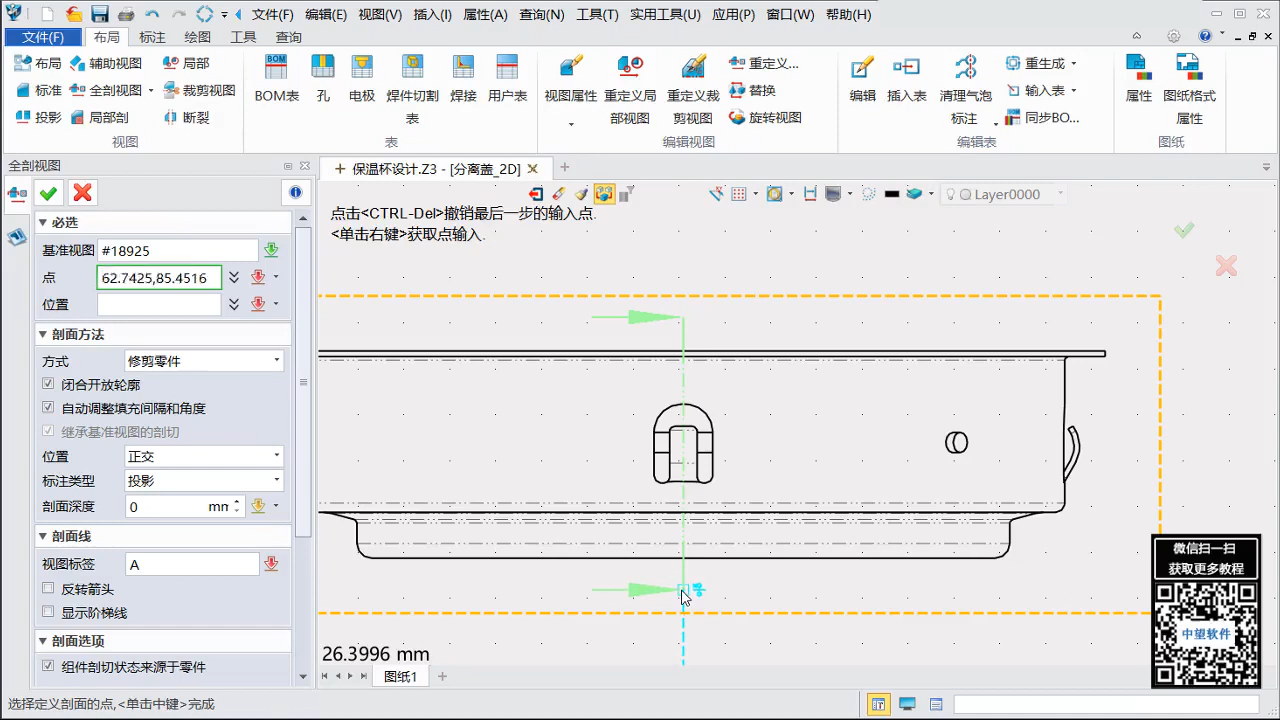 文件(F) 编辑(E) 视图(V) 插入(I) 属性(A) 查询(N) 工具(T) 实用工具(U) 应用(P) 窗口(W) 帮助(H)
文件(F) 布局 标注 绘图 工具 查询
布局 辅助视图 局部
标准 全剖视图 裁剪视图
投影 局部剖 断裂
视图
BOM表 孔 电极 焊件切割表 焊接 用户表
表
视图属性 重定义局部视图 重定义裁剪视图
重定义...
替换
旋转视图
编辑视图
编辑 插入表 清理气泡标注
重生成
输入表
同步BO...
编辑表
属性 图纸格式属性
图纸
全剖视图
保温杯设计.Z3 - [分离盖_2D]
必选
基准视图 #18925
点 62.7425,85.4516
位置
剖面方法
方式 修剪零件
闭合开放轮廓
自动调整填充间隔和角度
继承基准视图的剖切
位置 正交
标注类型 投影
剖面深度 0 mm
剖面线
视图标签 A
反转箭头
显示阶梯线
剖面选项
组件剖切状态来源于零件
Layer0000
点击<CTRL-Del>撤销最后一步的输入点.
<单击右键>获取点输入.
26.3996 mm
图纸1
微信扫一扫
获取更多教程
中望软件
选择定义剖面的点,<单击中键>完成